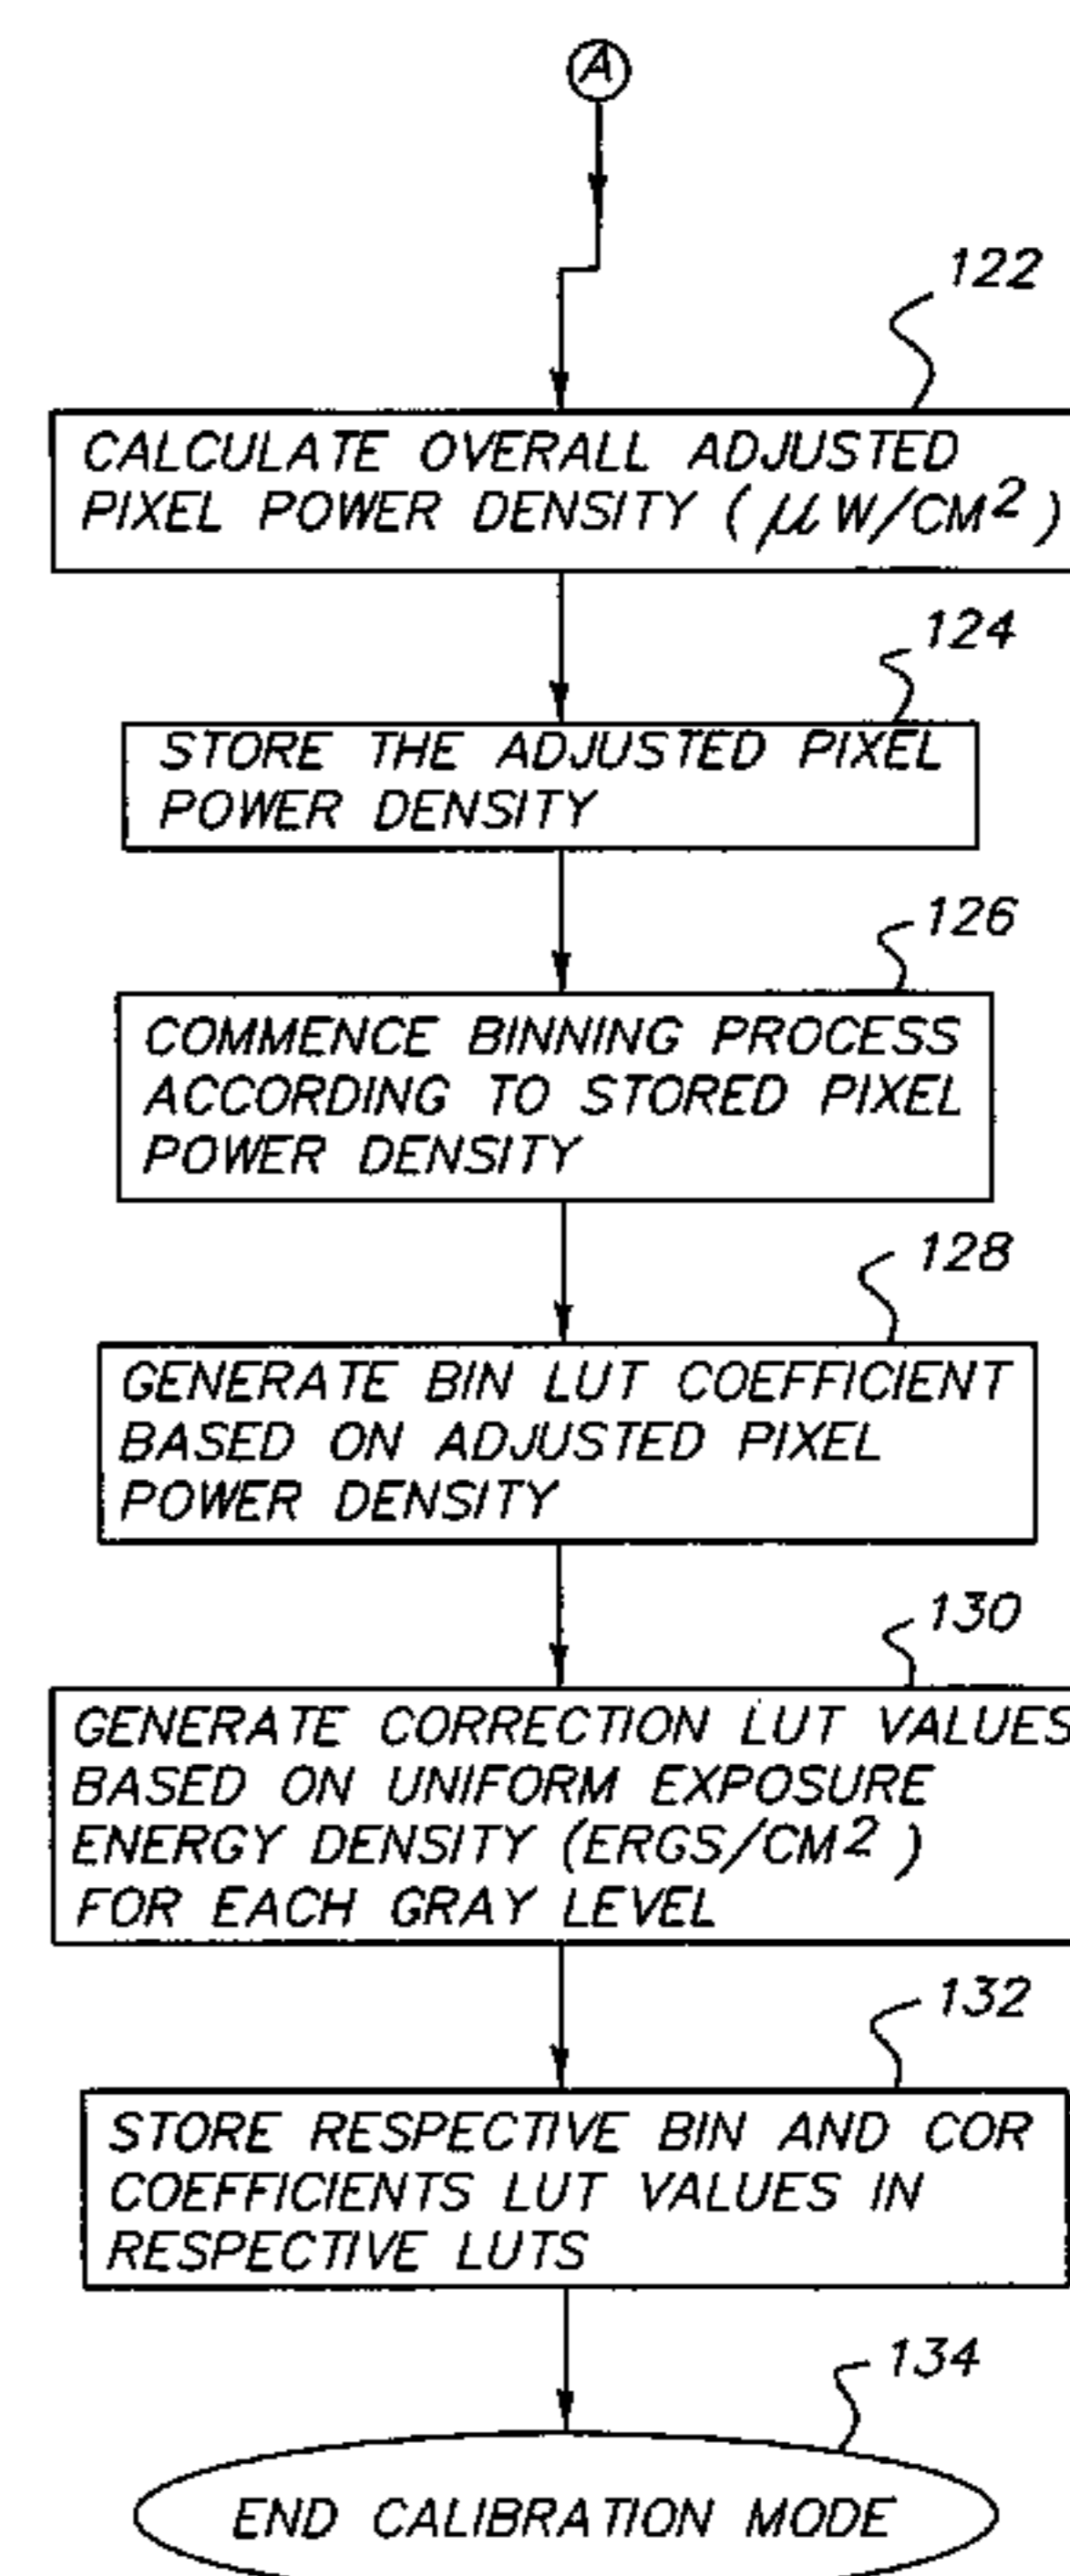 A
122
CALCULATE OVERALL ADJUSTED
PIXEL POWER DENSITY (μW/CM²)
124
STORE THE ADJUSTED PIXEL
POWER DENSITY
126
COMMENCE BINNING PROCESS
ACCORDING TO STORED PIXEL
POWER DENSITY
128
GENERATE BIN LUT COEFFICIENT
BASED ON ADJUSTED PIXEL
POWER DENSITY
130
GENERATE CORRECTION LUT VALUES
BASED ON UNIFORM EXPOSURE
ENERGY DENSITY (ERGS/CM²)
FOR EACH GRAY LEVEL
132
STORE RESPECTIVE BIN AND COR
COEFFICIENTS LUT VALUES IN
RESPECTIVE LUTS
134
END CALIBRATION MODE